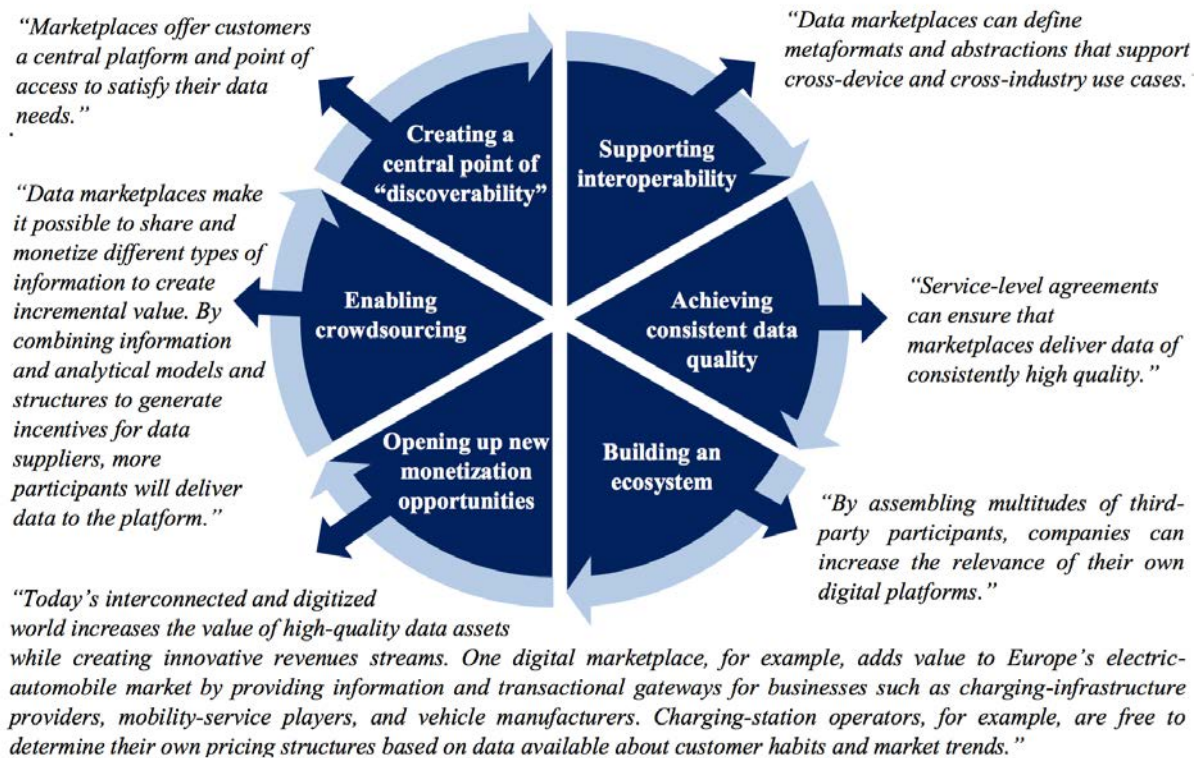 “Marketplaces offer customers
a central platform and point of
access to satisfy their data
needs.”
.
“Data marketplaces can define
metaformats and abstractions that support
cross-device and cross-industry use cases.
Creating a
central point of
“discoverability”
Supporting
interoperability
“Data marketplaces make
it possible to share and
monetize different types of
information to create
incremental value. By
combining information
and analytical models and
structures to generate
incentives for data
suppliers, more
participants will deliver
data to the platform.”
Enabling
crowdsourcing
Achieving
consistent data
quality
“Service-level agreements
can ensure that
marketplaces deliver data of
consistently high quality.”
Opening up new
monetization
opportunities
Building an
ecosystem
“By assembling multitudes of third-
party participants, companies can
increase the relevance of their own
digital platforms.”
“Today’s interconnected and digitized
world increases the value of high-quality data assets
while creating innovative revenues streams. One digital marketplace, for example, adds value to Europe’s electric-
automobile market by providing information and transactional gateways for businesses such as charging-infrastructure
providers, mobility-service players, and vehicle manufacturers. Charging-station operators, for example, are free to
determine their own pricing structures based on data available about customer habits and market trends.”